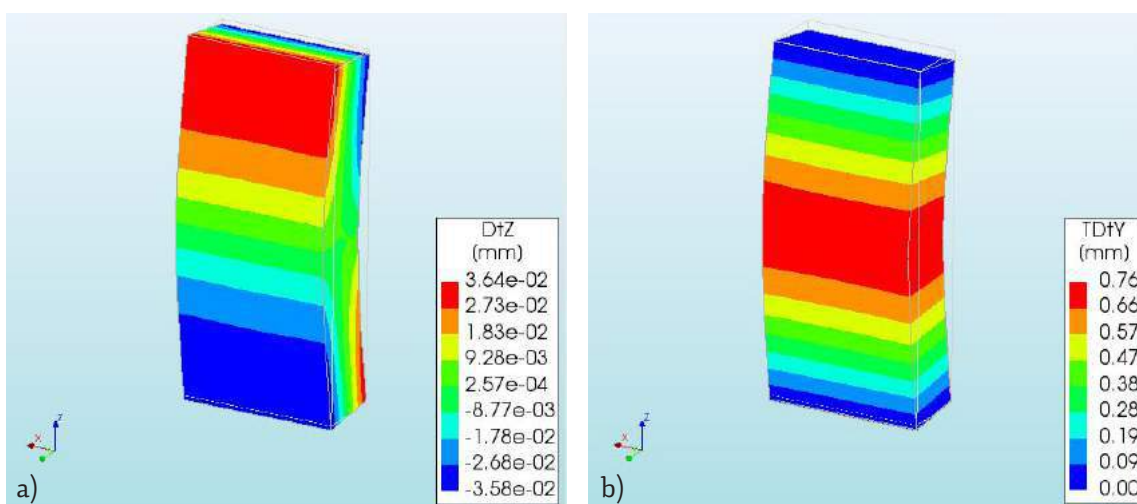 DtZ
(mm)
3.64e-02
2.73e-02
1.83e-02
9.28e-03
2.57e-04
-8.77e-03
-1.78e-02
-2.68e-02
-3.58e-02
X
Z
a)
TDtY
(mm)
0.76
0.66
0.57
0.47
0.38
0.28
0.19
0.09
0.00
X
Z
b)